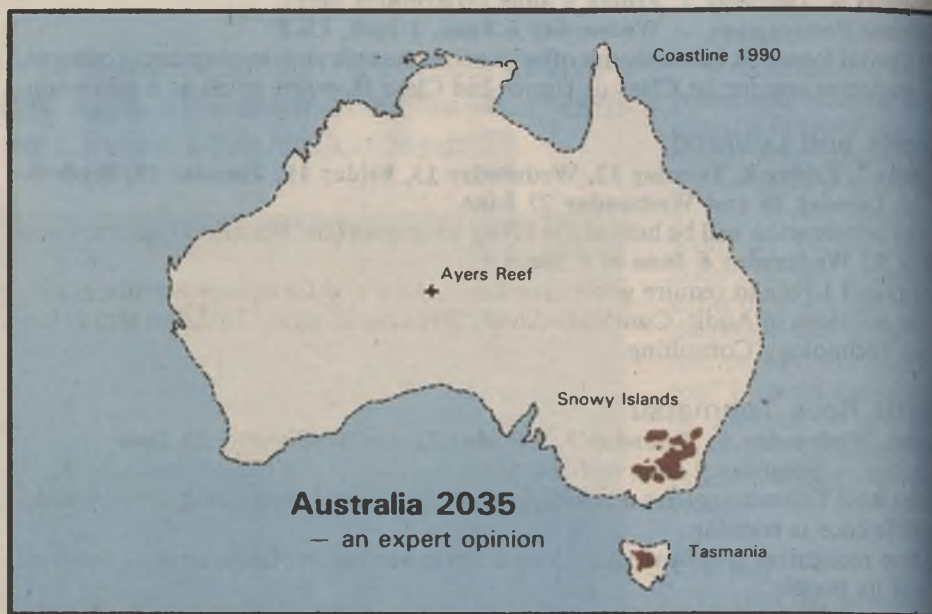 Coastline 1990
Ayers Reef
Snowy Islands
Australia 2035
— an expert opinion
Tasmania